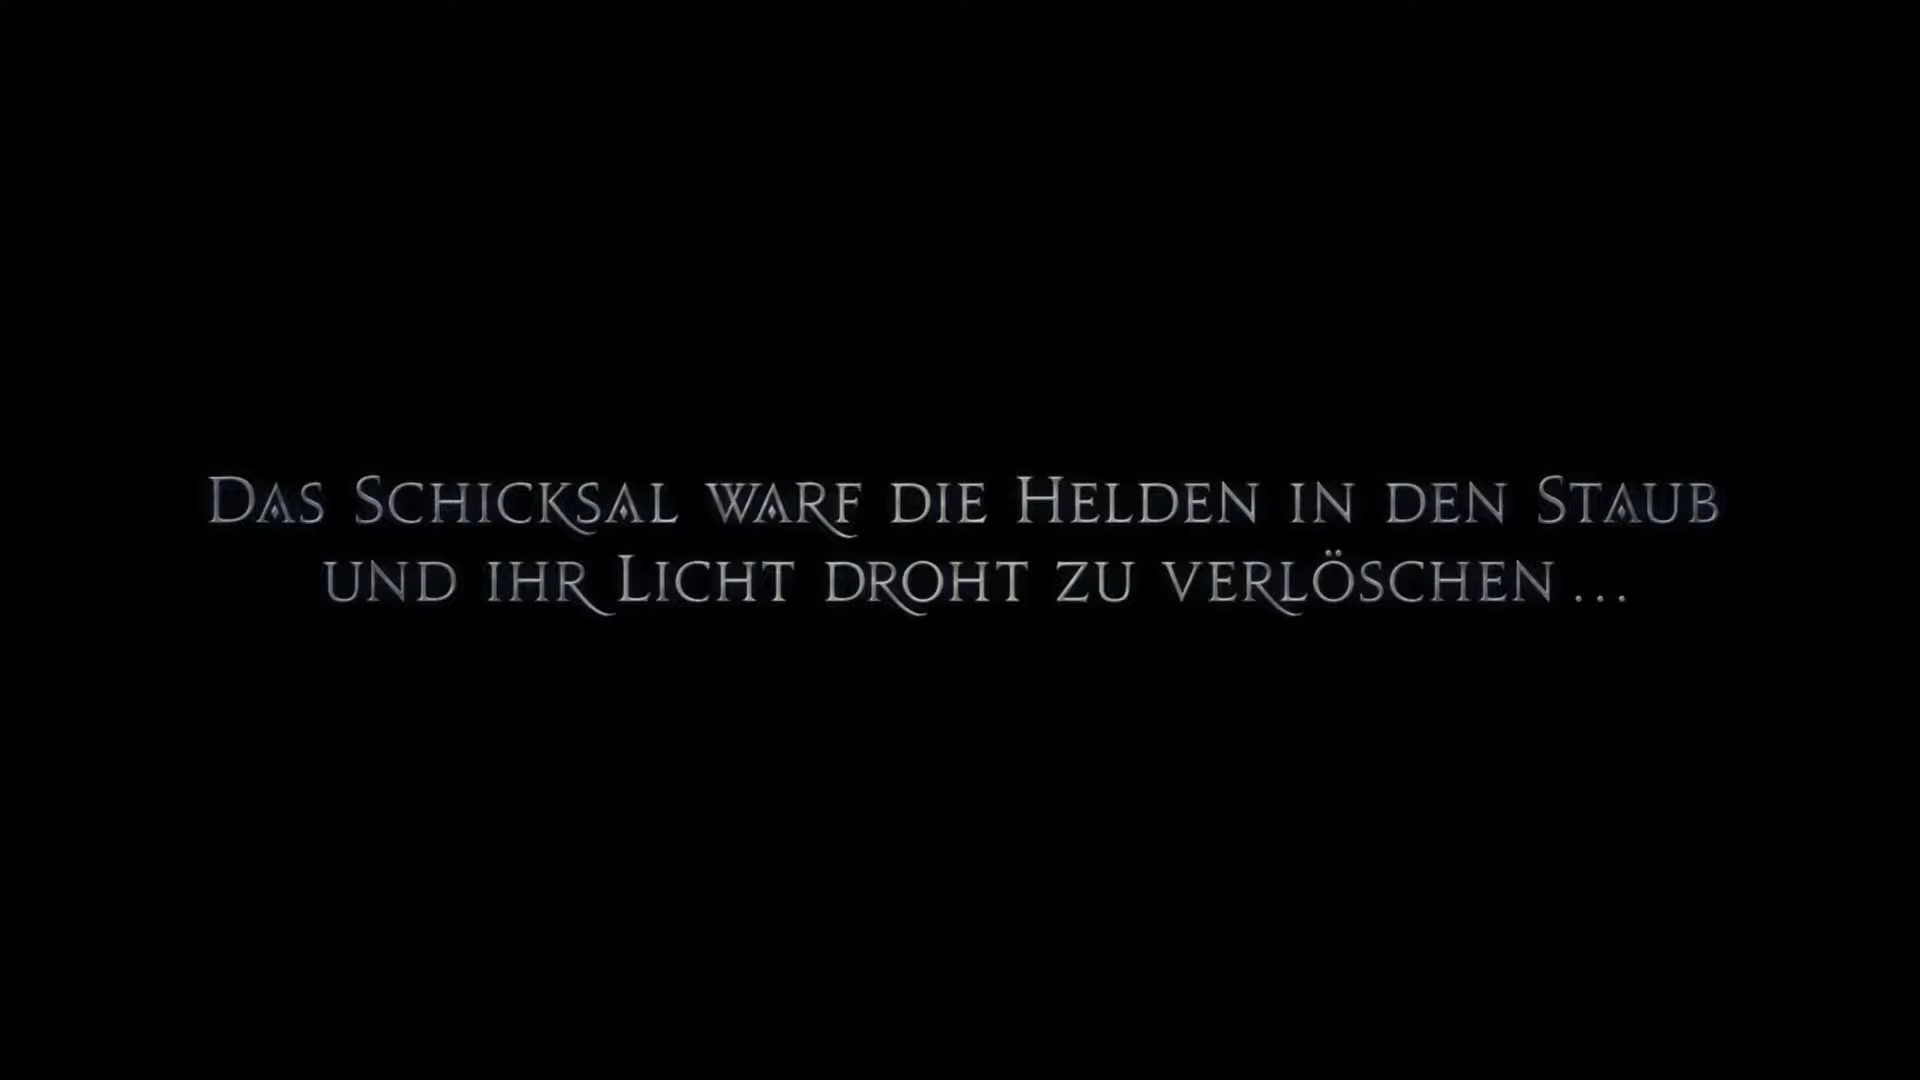 Das Schicksal warf die Helden in den Staub
und ihr Licht droht zu verlöschen...